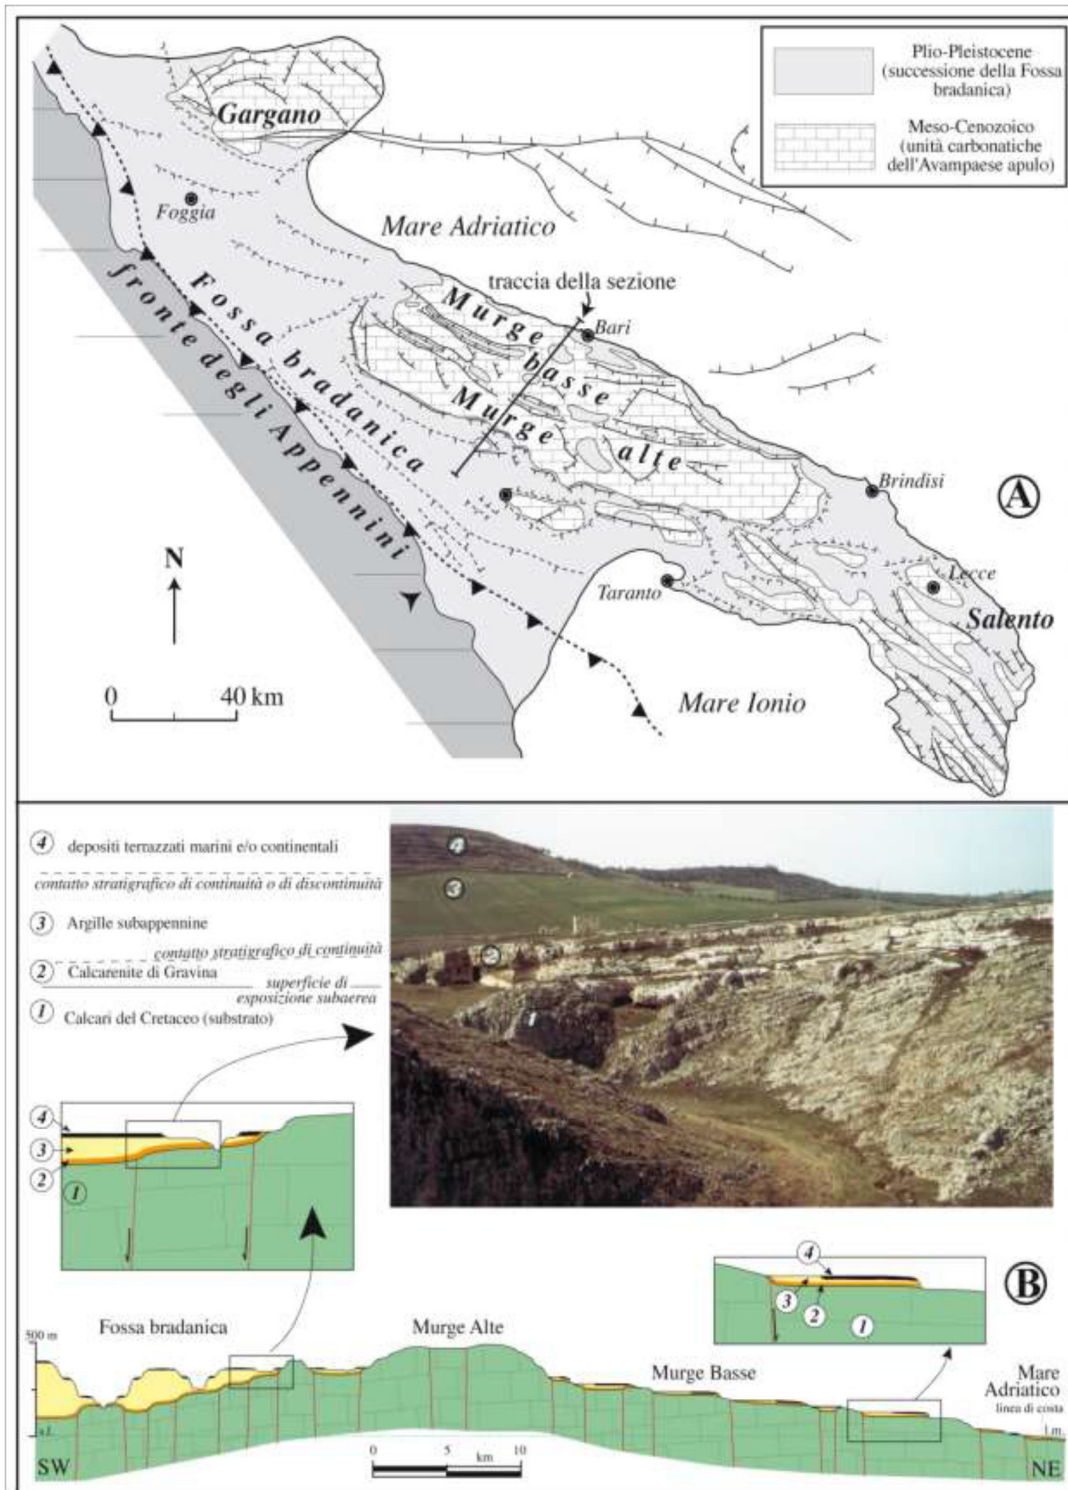 Plio-Pleistocene
(successione della Fossa
bradanica)
Meso-Cenozoico
(unità carbonatiche
dell'Avampaese apulo)
Gargano
Foggia
Mare Adriatico
traccia della sezione
Bari
Murge
basse
Murge
alte
Fossa bradanica
fronte degli Appennini
Brindisi
A
Lecce
Taranto
Salento
N
0 40 km
Mare Ionio
4 depositi terrazzati marini e/o continentali
contatto stratigrafico di continuità o di discontinuità
3 Argille subappennine
contatto stratigrafico di continuità
2 Calcarenite di Gravina
superficie di
esposizione subaerea
1 Calcari del Cretaceo (substrato)
4
3
2
1
4
3
2
1
4
3
2
1
B
Fossa bradanica
500 m
Murge Alte
Murge Basse
Mare
Adriatico
linea di costa
SW
0 5 10
km
NE